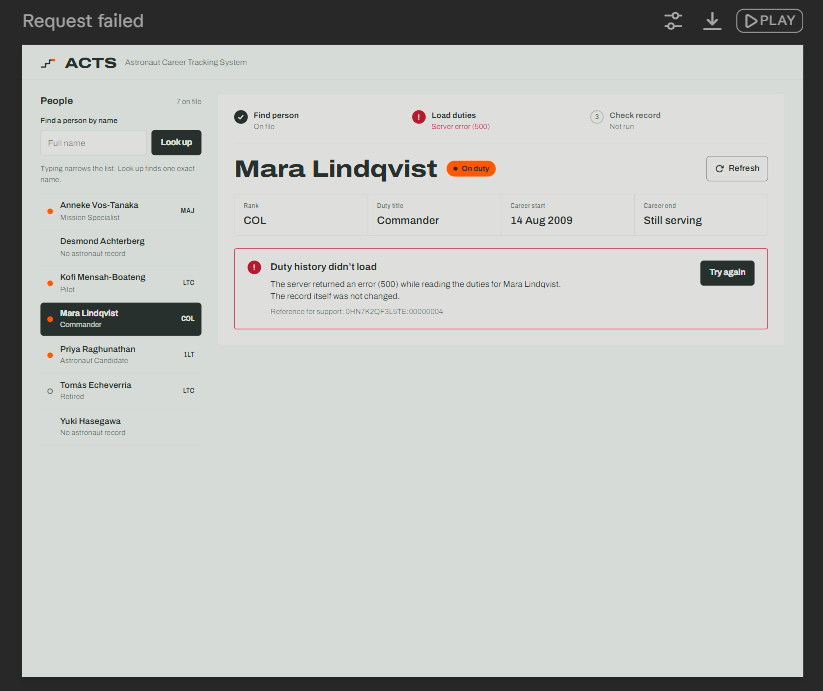 Request failed
PLAY
ACTS Astronaut Career Tracking System
People 7 on file
Find a person by name
Full name
Look up
Typing narrows the list. Look up finds one exact
name.
Anneke Vos-Tanaka
Mission Specialist
MAJ
Desmond Achterberg
No astronaut record
Kofi Mensah-Boateng
Pilot
LTC
Mara Lindqvist
Commander
COL
Priya Raghunathan
Astronaut Candidate
1LT
Tomás Echeverría
Retired
LTC
Yuki Hasegawa
No astronaut record
Find person
On file
! Load duties
Server error (500)
3 Check record
Not run
Mara Lindqvist
On duty
Refresh
Rank
COL
Duty title
Commander
Career start
14 Aug 2009
Career end
Still serving
! Duty history didn't load
The server returned an error (500) while reading the duties for Mara Lindqvist.
The record itself was not changed.
Reference for support: 0HN7K2QF3L5TE:00000004
Try again